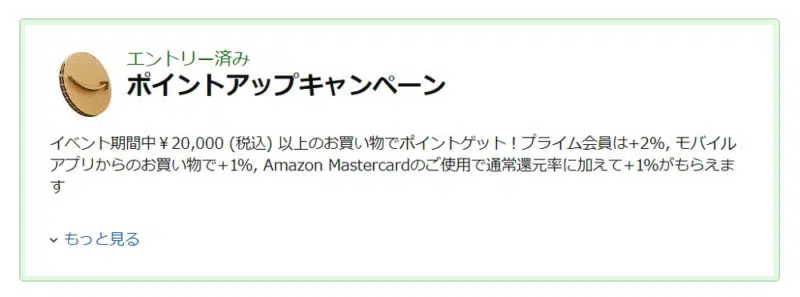 エントリー済み
ポイントアップキャンペーン
イベント期間中￥20,000 (税込) 以上のお買い物でポイントゲット！プライム会員は+2%, モバイル
アプリからのお買い物で+1%, Amazon Mastercardのご使用で通常還元率に加えて+1%がもらえま
す
もっと見る